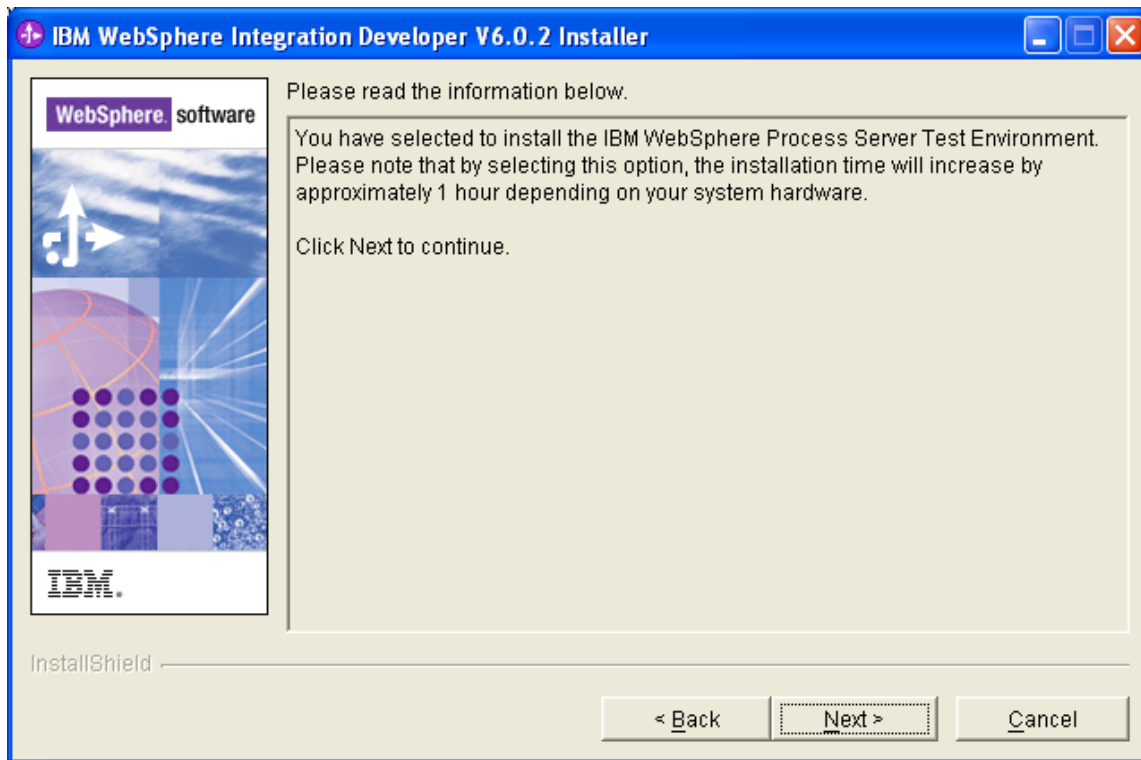 IBM WebSphere Integration Developer V6.0.2 Installer
WebSphere. software
IBM.
Please read the information below.
You have selected to install the IBM WebSphere Process Server Test Environment.
Please note that by selecting this option, the installation time will increase by
approximately 1 hour depending on your system hardware.
Click Next to continue.
InstallShield
< Back
Next >
Cancel